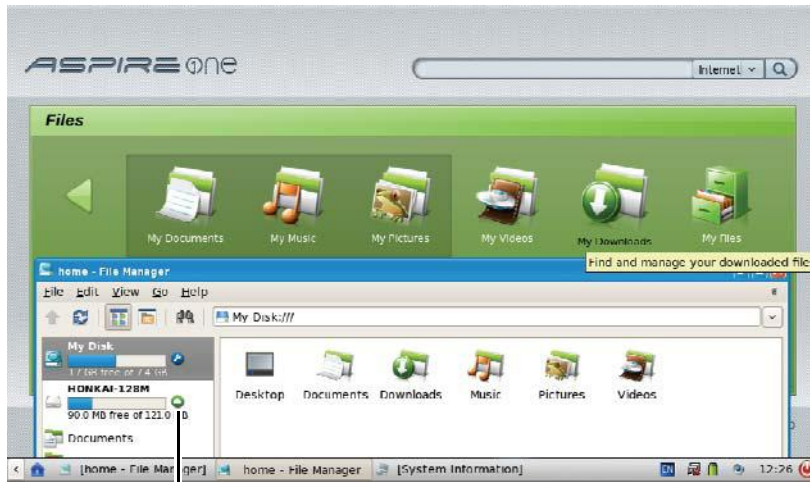 ASPIRE one
Internet
Files
My Documents
My Music
My Pictures
My Videos
My Downloads
My Files
Find and manage your downloaded file
home - File Manager
File Edit View Go Help
My Disk:///
My Disk
HONKAI-128M
90.0 MB free of 121.0 MB
Documents
Desktop
Documents
Downloads
Music
Pictures
Videos
[home - File Manager]
home - File Manager
[System Information]
EN
12:26